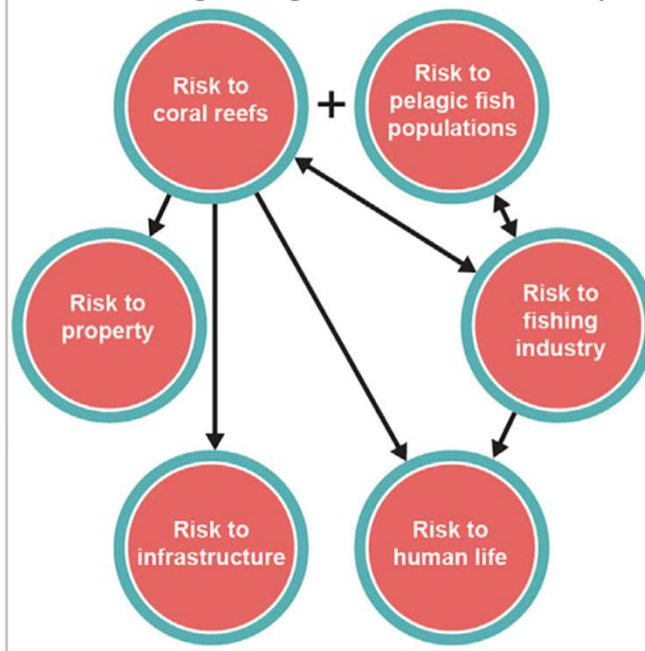 Risk to
coral reefs
+
Risk to
pelagic fish
populations
Risk to
property
Risk to
fishing
industry
Risk to
infrastructure
Risk to
human life